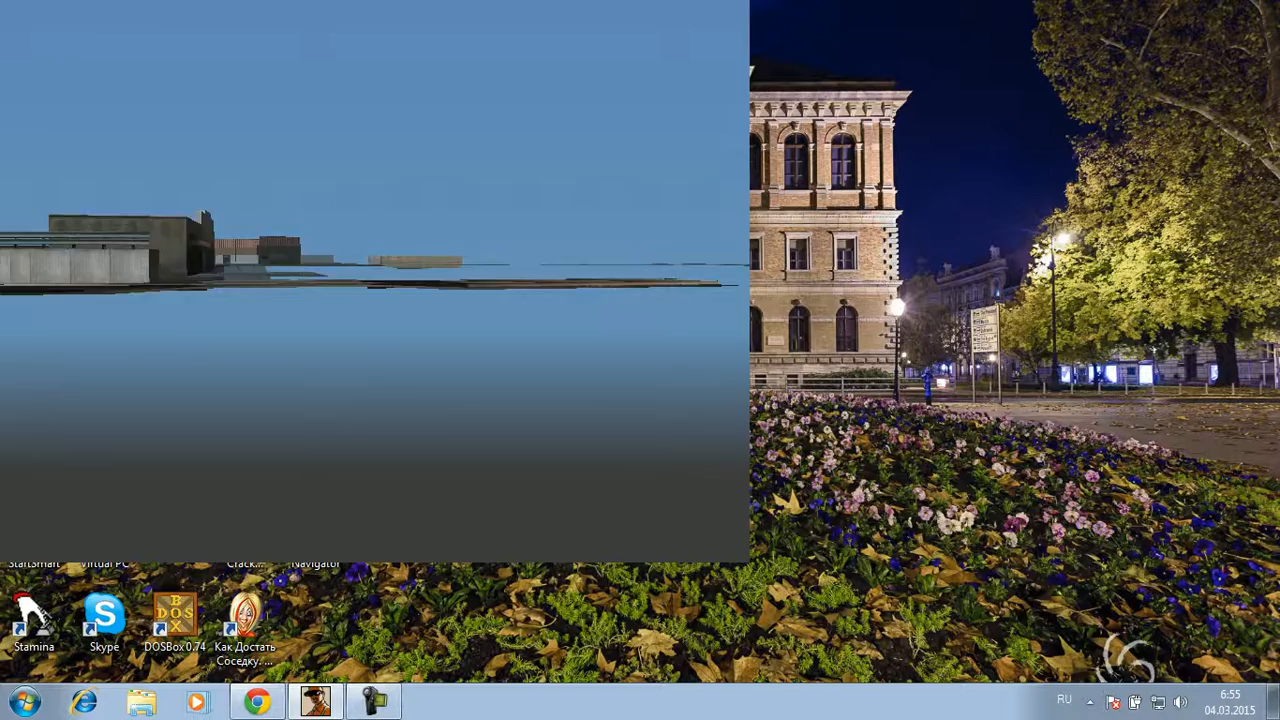 StartSmart
Virtual PC
Crack...
Navigator
Stamina
Skype
DOSBox 0.74
Как Достать
Соседку. ...
RU
6:55
04.03.2015